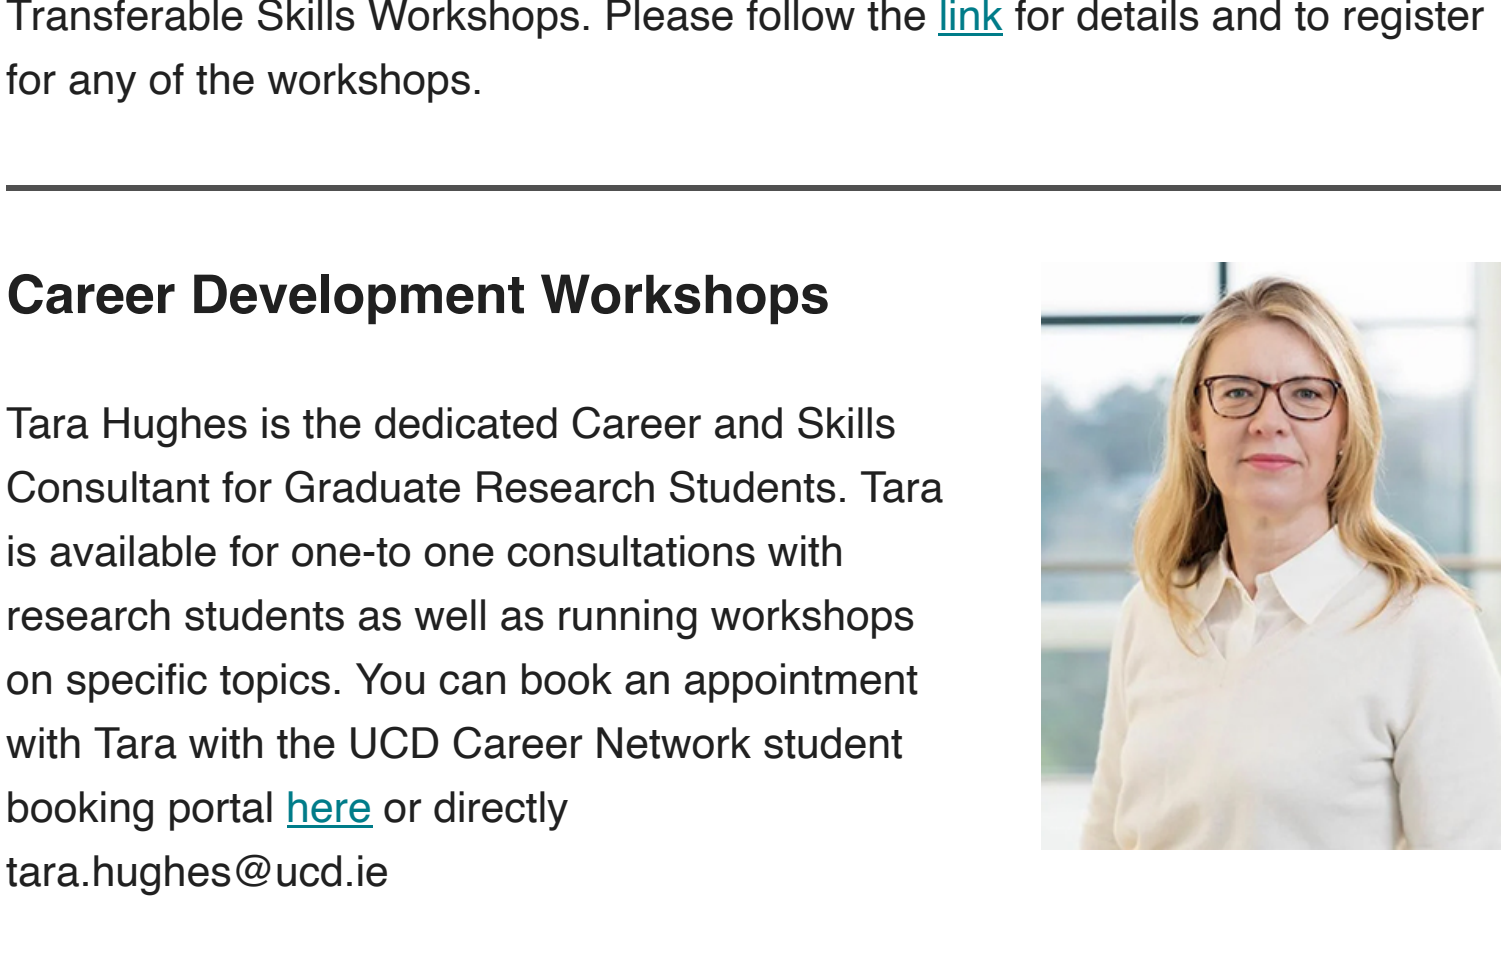 Transferable Skills Workshops. Please follow the link for details and to register
for any of the workshops.
Career Development Workshops
Tara Hughes is the dedicated Career and Skills
Consultant for Graduate Research Students. Tara
is available for one-to one consultations with
research students as well as running workshops
on specific topics. You can book an appointment
with Tara with the UCD Career Network student
booking portal here or directly
tara.hughes@ucd.ie